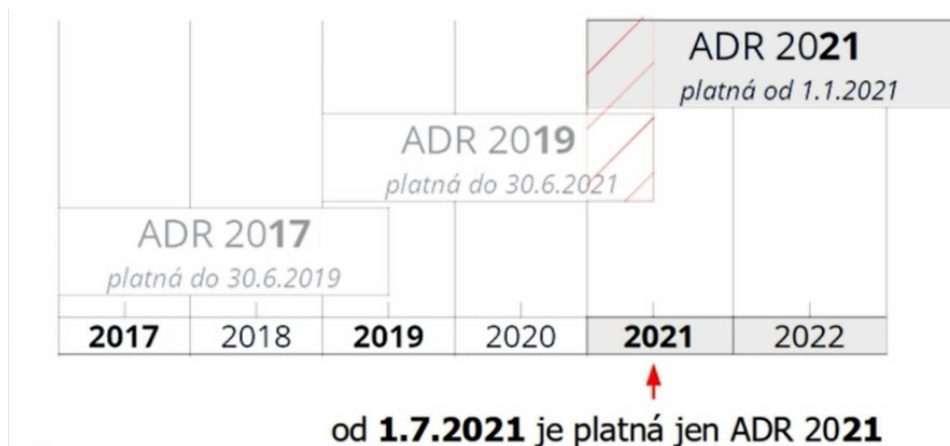 ADR 2021
platná od 1.1.2021
ADR 2019
platná do 30.6.2021
ADR 2017
platná do 30.6.2019
2017 2018 2019 2020 2021 2022
od 1.7.2021 je platná jen ADR 2021